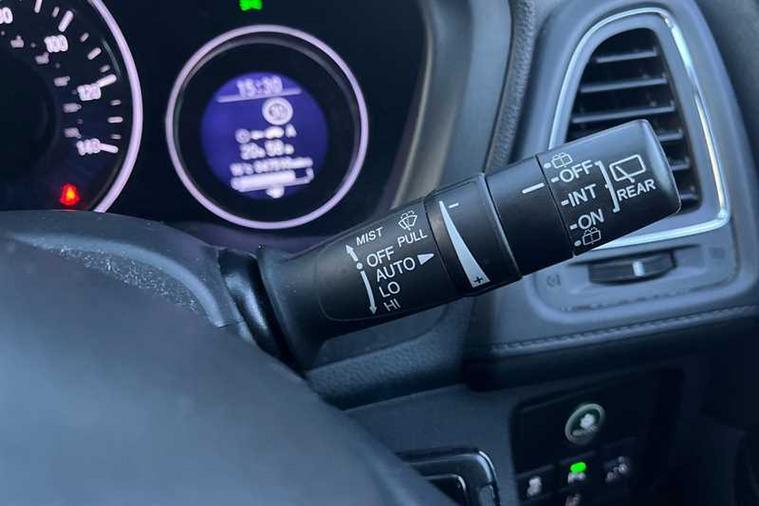 100
120
140
15:30
MIST
PULL
OFF
AUTO
LO
HI
-
+
OFF
INT
ON
REAR